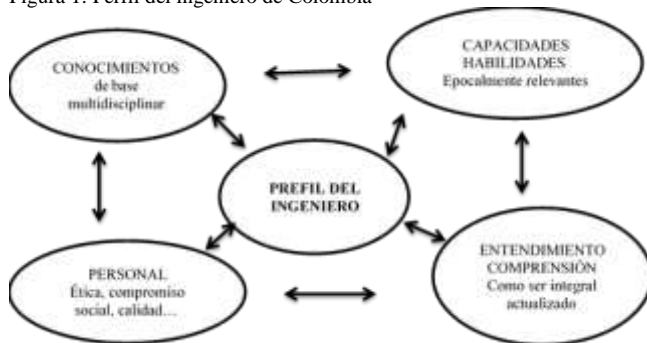 Figura 1. Perfil del ingeniero de Colombia
CONOCIMIENTOS
de base
multidisciplinar
CAPACIDADES
HABILIDADES
Epocalmente relevantes
PREFIL DEL
INGENIERO
PERSONAL
Ética, compromiso
social, calidad…
ENTENDIMIENTO
COMPRENSIÓN
Como ser integral
actualizado